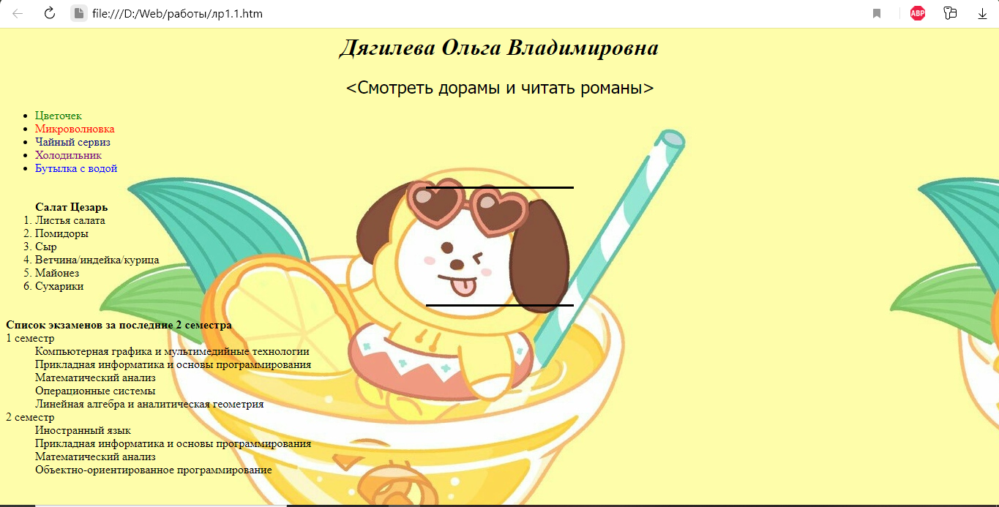 file:///D:/Web/работы/лр1.1.htm
ABP
Дягилева Ольга Владимировна
<Смотреть дорамы и читать романы>
• Цветочек
• Микроволновка
• Чайный сервиз
• Холодильник
• Бутылка с водой
Салат Цезарь
1. Листья салата
2. Помидоры
3. Сыр
4. Ветчина/индейка/курица
5. Майонез
6. Сухарики
Список экзаменов за последние 2 семестра
1 семестр
Компьютерная графика и мультимедийные технологии
Прикладная информатика и основы программирования
Математический анализ
Операционные системы
Линейная алгебра и аналитическая геометрия
2 семестр
Иностранный язык
Прикладная информатика и основы программирования
Математический анализ
Объектно-ориентированное программирование